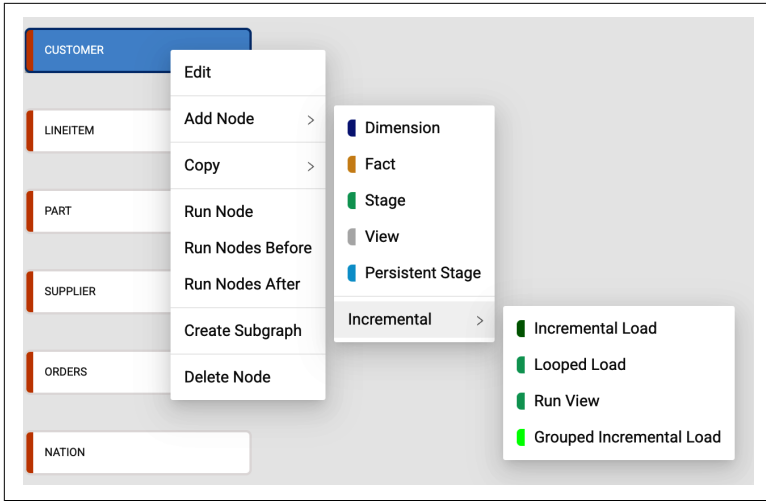 CUSTOMER
LINEITEM
PART
SUPPLIER
ORDERS
NATION
Edit
Add Node >
Copy >
Run Node
Run Nodes Before
Run Nodes After
Create Subgraph
Delete Node
Dimension
Fact
Stage
View
Persistent Stage
Incremental >
Incremental Load
Looped Load
Run View
Grouped Incremental Load